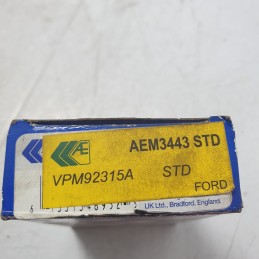 AE
AEM3443 STD
VPM92315A STD
FORD
UK Ltd., Bradford, England.